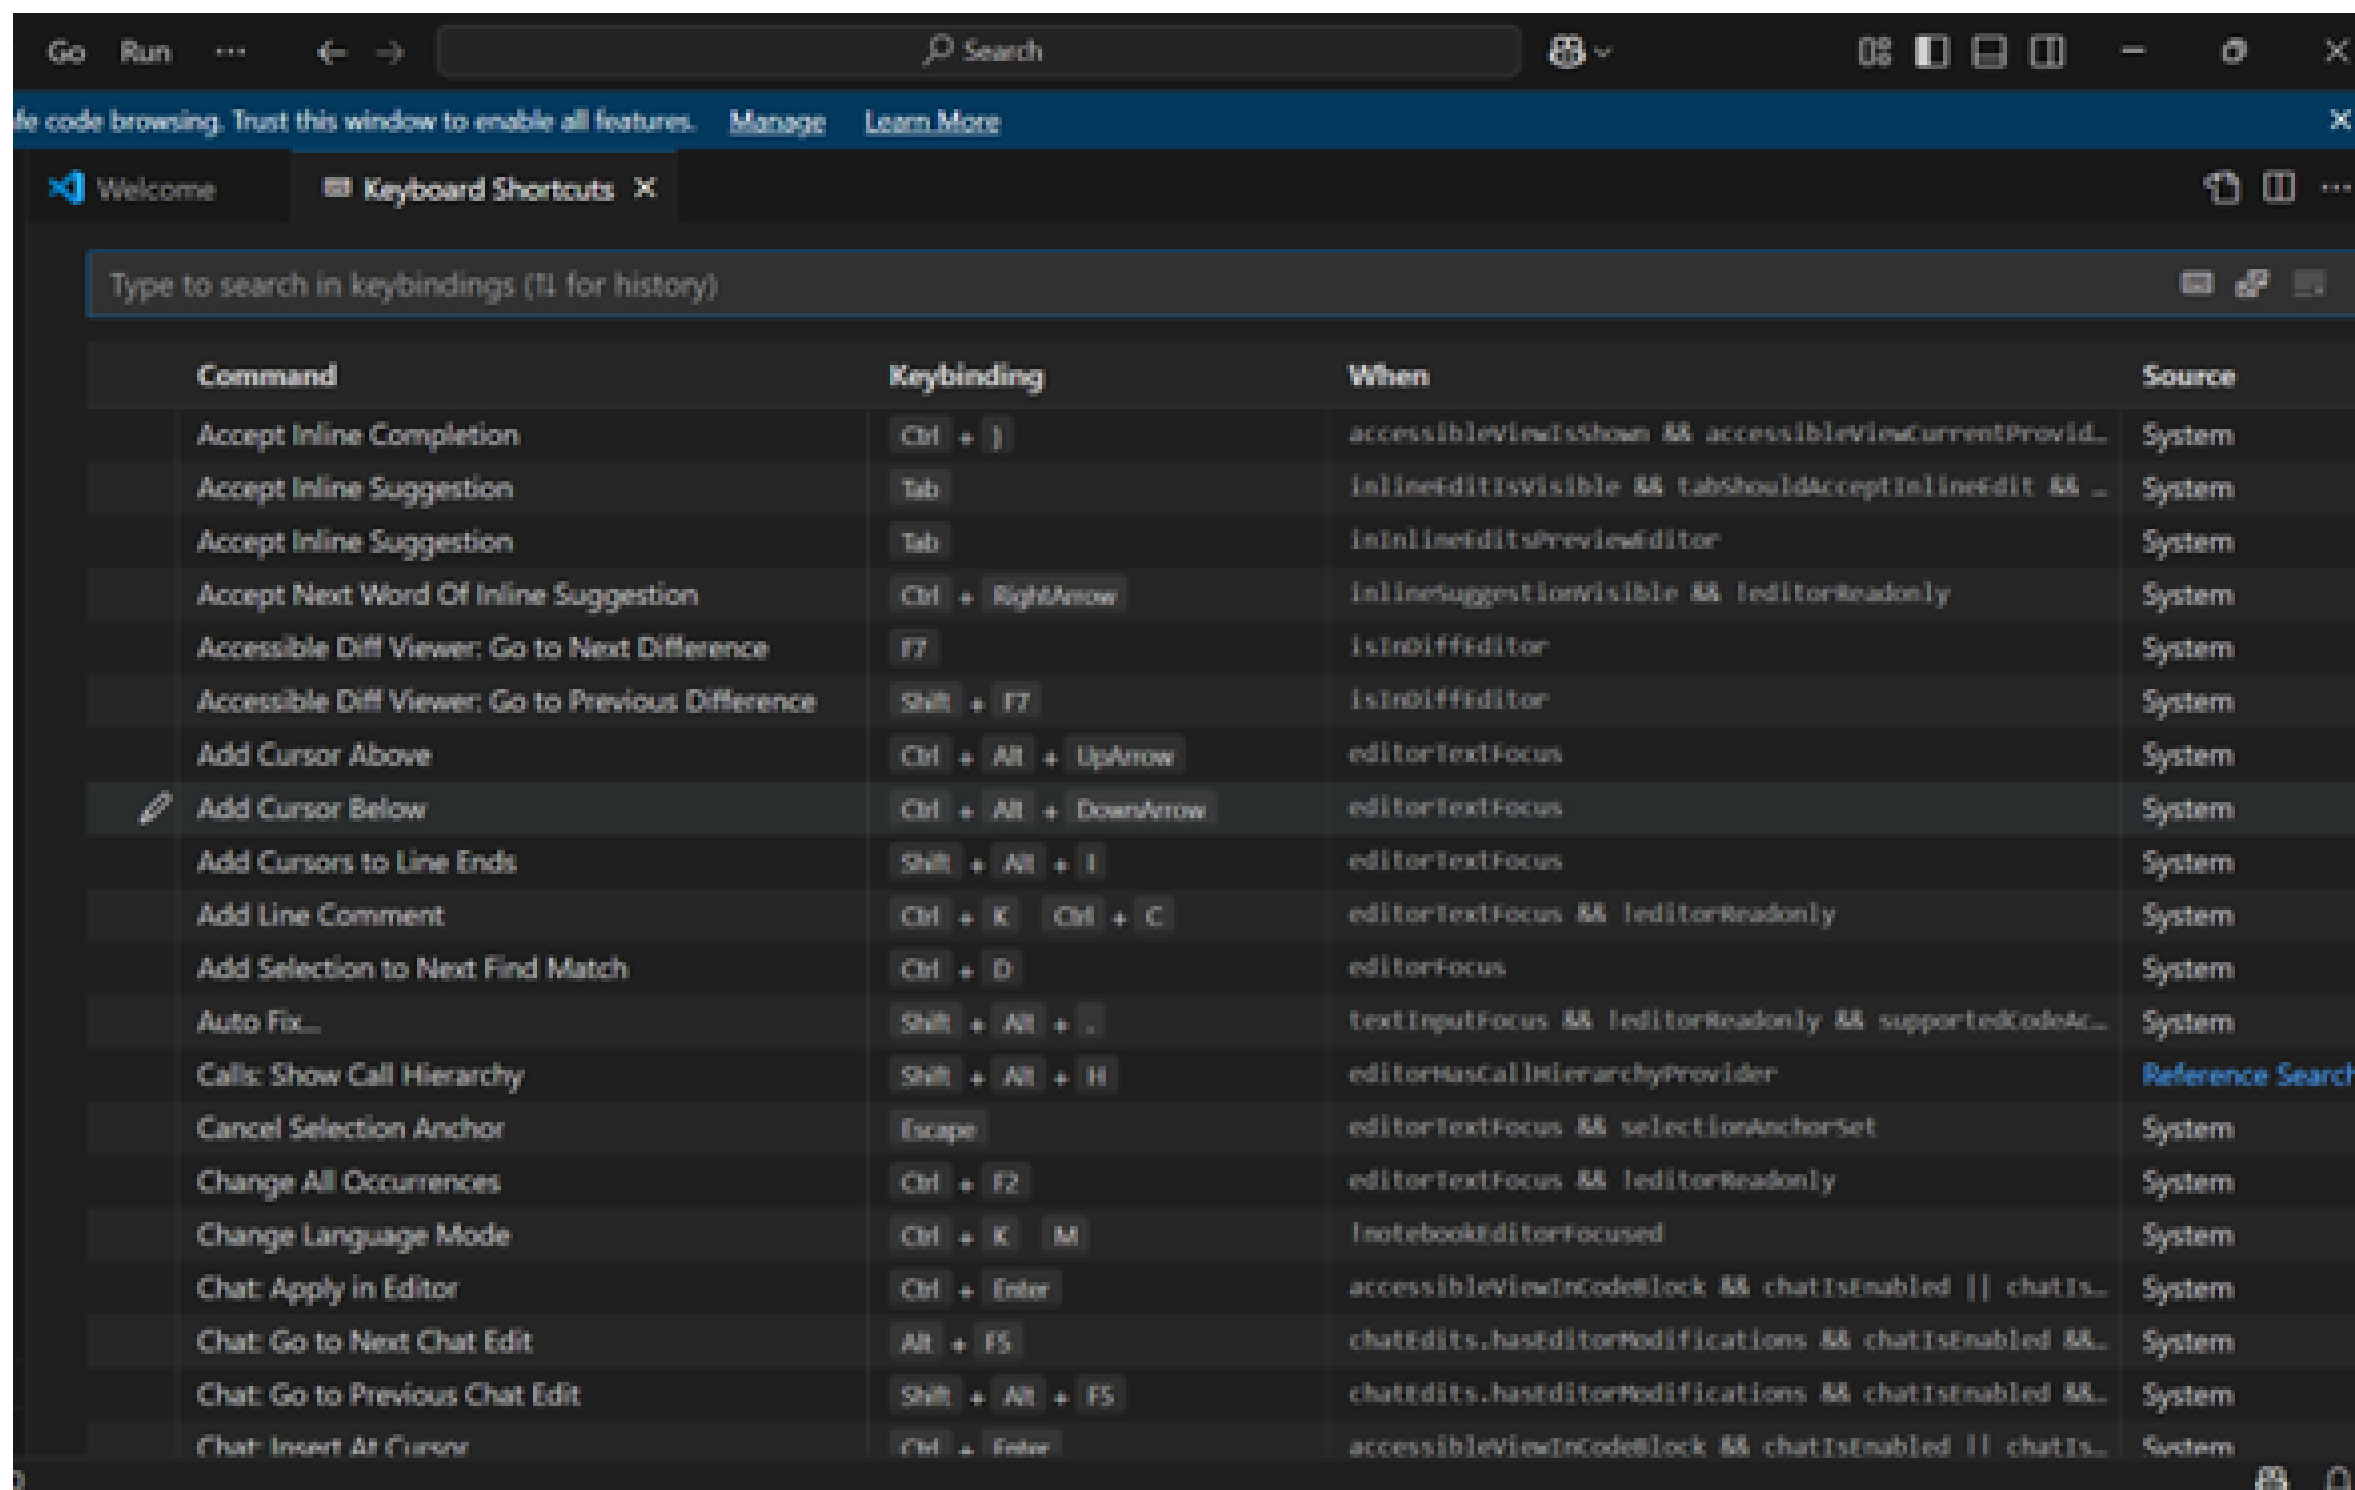 Go Run ··· Search
fe code browsing. Trust this window to enable all features. Manage Learn More
Welcome Keyboard Shortcuts
Type to search in keybindings (⇅ for history)
Command Keybinding When Source
Accept Inline Completion Ctrl + accessibleViewIsShown && accessibleViewCurrentProvid… System
Accept Inline Suggestion Tab inlineEditIsVisible && tabShouldAcceptInlineEdit && … System
Accept Inline Suggestion Tab inInlineEditsPreviewEditor System
Accept Next Word Of Inline Suggestion Ctrl + RightArrow inlineSuggestionVisible && !editorReadonly System
Accessible Diff Viewer: Go to Next Difference F7 isInDiffEditor System
Accessible Diff Viewer: Go to Previous Difference Shift + F7 isInDiffEditor System
Add Cursor Above Ctrl + Alt + UpArrow editorTextFocus System
Add Cursor Below Ctrl + Alt + DownArrow editorTextFocus System
Add Cursors to Line Ends Shift + Alt + I editorTextFocus System
Add Line Comment Ctrl + K Ctrl + C editorTextFocus && !editorReadonly System
Add Selection to Next Find Match Ctrl + D editorFocus System
Auto Fix... Shift + Alt + . textInputFocus && !editorReadonly && supportedCodeAc… System
Calls: Show Call Hierarchy Shift + Alt + H editorHasCallHierarchyProvider Reference Search
Cancel Selection Anchor Escape editorTextFocus && selectionAnchorSet System
Change All Occurrences Ctrl + F2 editorTextFocus && !editorReadonly System
Change Language Mode Ctrl + K M !notebookEditorFocused System
Chat: Apply in Editor Ctrl + Enter accessibleViewInCodeBlock && chatIsEnabled || chatIs… System
Chat: Go to Next Chat Edit Alt + F5 chatEdits.hasEditorModifications && chatIsEnabled &&… System
Chat: Go to Previous Chat Edit Shift + Alt + F5 chatEdits.hasEditorModifications && chatIsEnabled &&… System
Chat: Insert At Cursor Ctrl + Enter accessibleViewInCodeBlock && chatIsEnabled || chatIs… System